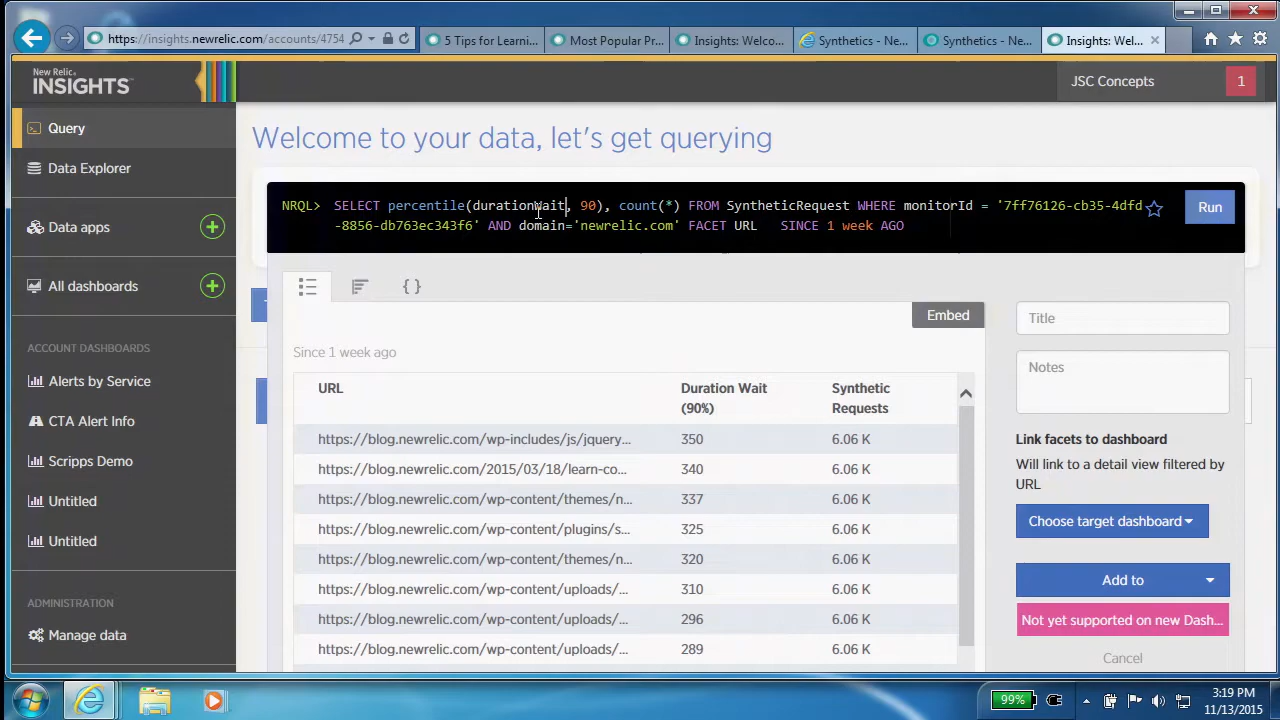 https://insights.newrelic.com/accounts/4754
5 Tips for Learni...
Most Popular Pr...
Insights: Welco...
Synthetics - Ne...
Synthetics - Ne...
Insights: Wel...
New Relic
INSIGHTS
JSC Concepts
1
Query
Data Explorer
Data apps
All dashboards
ACCOUNT DASHBOARDS
Alerts by Service
CTA Alert Info
Scripps Demo
Untitled
Untitled
ADMINISTRATION
Manage data
Welcome to your data, let's get querying
NRQL> SELECT percentile(durationWait, 90), count(*) FROM SyntheticRequest WHERE monitorId = '7ff76126-cb35-4dfd
-8856-db763ec343f6' AND domain='newrelic.com' FACET URL SINCE 1 week AGO
Run
{}
Embed
Since 1 week ago
URL Duration Wait Synthetic
(90%) Requests
https://blog.newrelic.com/wp-includes/js/jquery... 350 6.06 K
https://blog.newrelic.com/2015/03/18/learn-co... 340 6.06 K
https://blog.newrelic.com/wp-content/themes/n... 337 6.06 K
https://blog.newrelic.com/wp-content/plugins/s... 325 6.06 K
https://blog.newrelic.com/wp-content/themes/n... 320 6.06 K
https://blog.newrelic.com/wp-content/uploads/... 310 6.06 K
https://blog.newrelic.com/wp-content/uploads/... 296 6.06 K
https://blog.newrelic.com/wp-content/uploads/... 289 6.06 K
Title
Notes
Link facets to dashboard
Will link to a detail view filtered by
URL
Choose target dashboard
Add to
Not yet supported on new Dash...
Cancel
99%
3:19 PM
11/13/2015